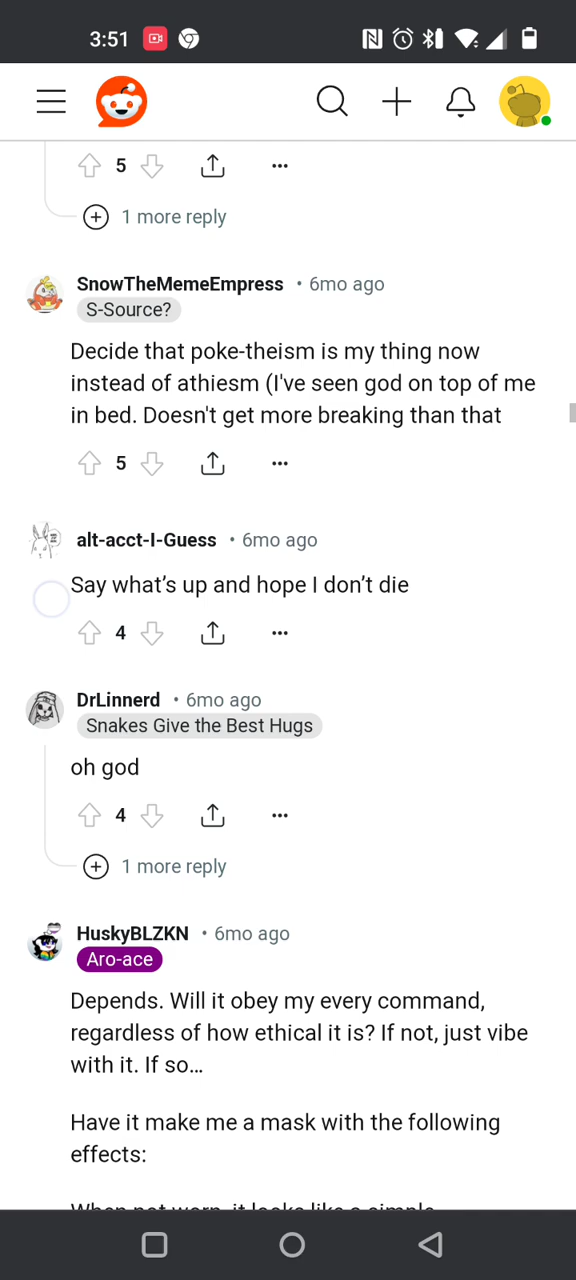 3:51
5
1 more reply
SnowTheMemeEmpress • 6mo ago
S-Source?
Decide that poke-theism is my thing now
instead of athiesm (I've seen god on top of me
in bed. Doesn't get more breaking than that
5
alt-acct-I-Guess • 6mo ago
Say what’s up and hope I don’t die
4
DrLinnerd • 6mo ago
Snakes Give the Best Hugs
oh god
4
1 more reply
HuskyBLZKN • 6mo ago
Aro-ace
Depends. Will it obey my every command,
regardless of how ethical it is? If not, just vibe
with it. If so…
Have it make me a mask with the following
effects:
When not worn, it looks like a simple